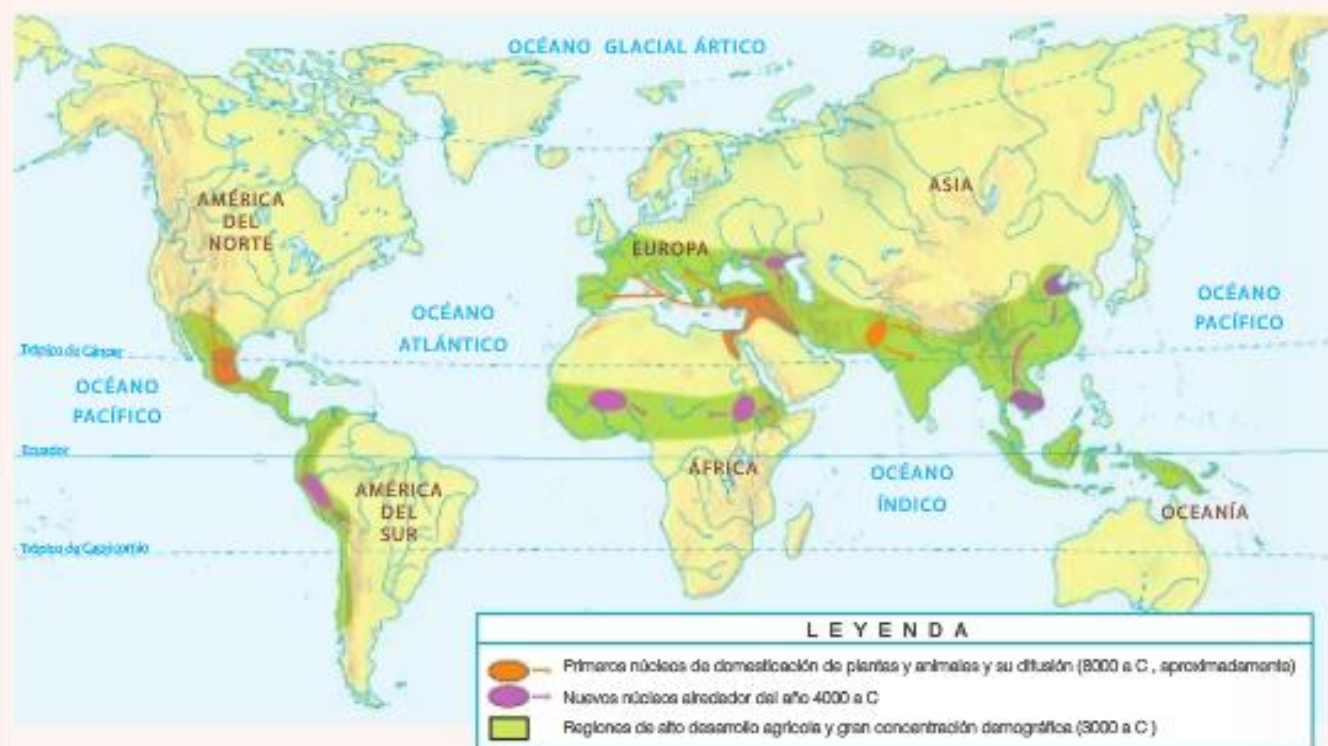 OCÉANO GLACIAL ÁRTICO
AMÉRICA
DEL
NORTE
ASIA
EUROPA
OCÉANO
ATLÁNTICO
OCÉANO
PACÍFICO
Trópico de Cáncer
OCÉANO
PACÍFICO
Ecuador
ÁFRICA
OCÉANO
ÍNDICO
AMÉRICA
DEL
SUR
OCEANÍA
Trópico de Capricornio
LEYENDA
Primeros núcleos de domesticación de plantas y animales y su difusión (8000 a C , aproximadamente)
Nuevos núcleos alrededor del año 4000 a C
Regiones de alto desarrollo agrícola y gran concentración demográfica (3000 a C )